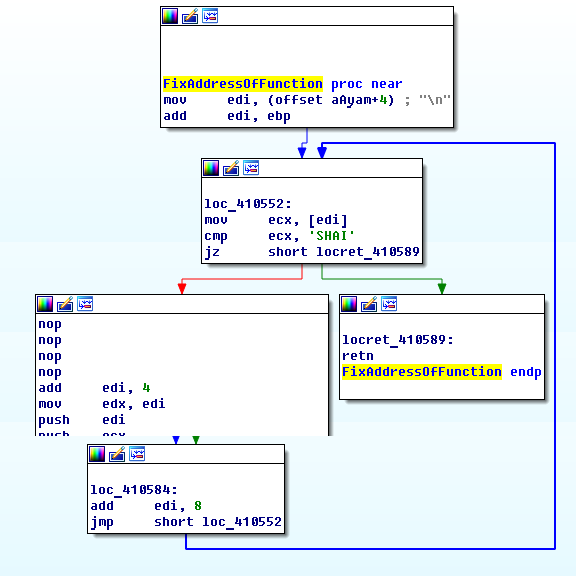 FixAddressOfFunction proc near
mov edi, (offset aAyam+4) ; "\n"
add edi, ebp
loc_410552:
mov ecx, [edi]
cmp ecx, 'SHAI'
jz short locret_410589
nop
nop
nop
nop
add edi, 4
mov edx, edi
push edi
push ecx
locret_410589:
retn
FixAddressOfFunction endp
loc_410584:
add edi, 8
jmp short loc_410552